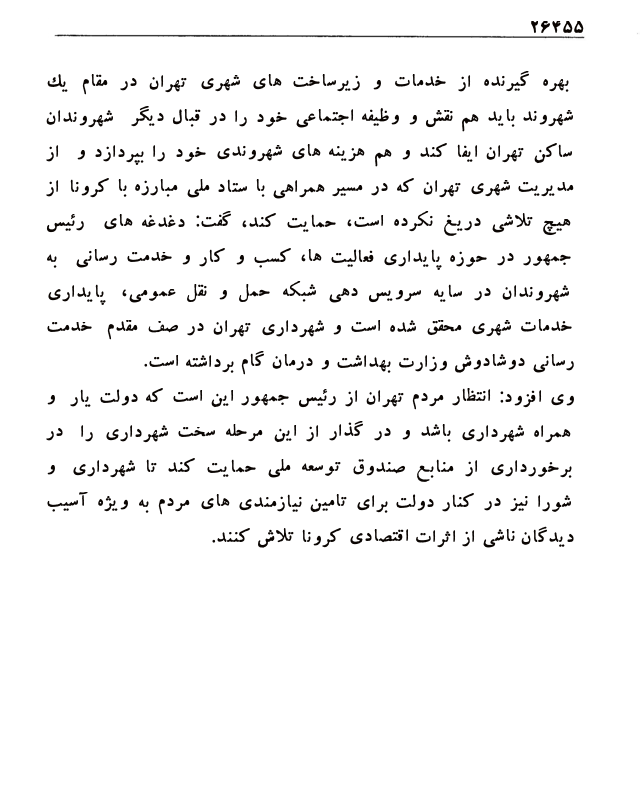 ۲۶۴۵۵
بهره گیرنده از خدمات و زیرساخت های شهری تهران در مقام یك
شهروند باید هم نقش و وظیفه اجتماعی خود را در قبال دیگر شهروندان
ساکن تهران ایفا کند و هم هزینه های شهروندی خود را بپردازد و از
مدیریت شهری تهران که در مسیر همراهی با ستاد ملی مبارزه با کرونا از
هیچ تلاشی دریغ نکرده است، حمایت کند، گفت: دغدغه های رئیس
جمهور در حوزه پایداری فعالیت ها، کسب و کار و خدمت رسانی به
شهروندان در سایه سرویس دهی شبکه حمل و نقل عمومی، پایداری
خدمات شهری محقق شده است و شهرداری تهران در صف مقدم خدمت
رسانی دوشادوش وزارت بهداشت و درمان گام برداشته است.
وی افزود: انتظار مردم تهران از رئیس جمهور این است که دولت یار و
همراه شهرداری باشد و در گذار از این مرحله سخت شهرداری را در
برخورداری از منابع صندوق توسعه ملی حمایت کند تا شهرداری و
شورا نیز در کنار دولت برای تامین نیازمندی های مردم به ویژه آسیب
دیدگان ناشی از اثرات اقتصادی کرونا تلاش کنند.